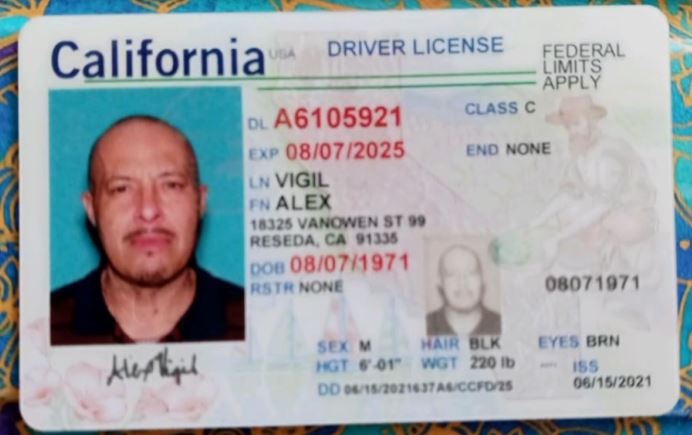 California USA DRIVER LICENSE
FEDERAL
LIMITS
APPLY
DL A6105921 CLASS C
EXP 08/07/2025 END NONE
LN VIGIL
FN ALEX
18325 VANOWEN ST 99
RESEDA, CA 91335
DOB 08/07/1971
RSTR NONE 08071971
SEX M HAIR BLK EYES BRN
HGT 6'-01" WGT 220 lb ISS
DD 06/15/2021637A6/CCFD/25 06/15/2021
Alex Vigil